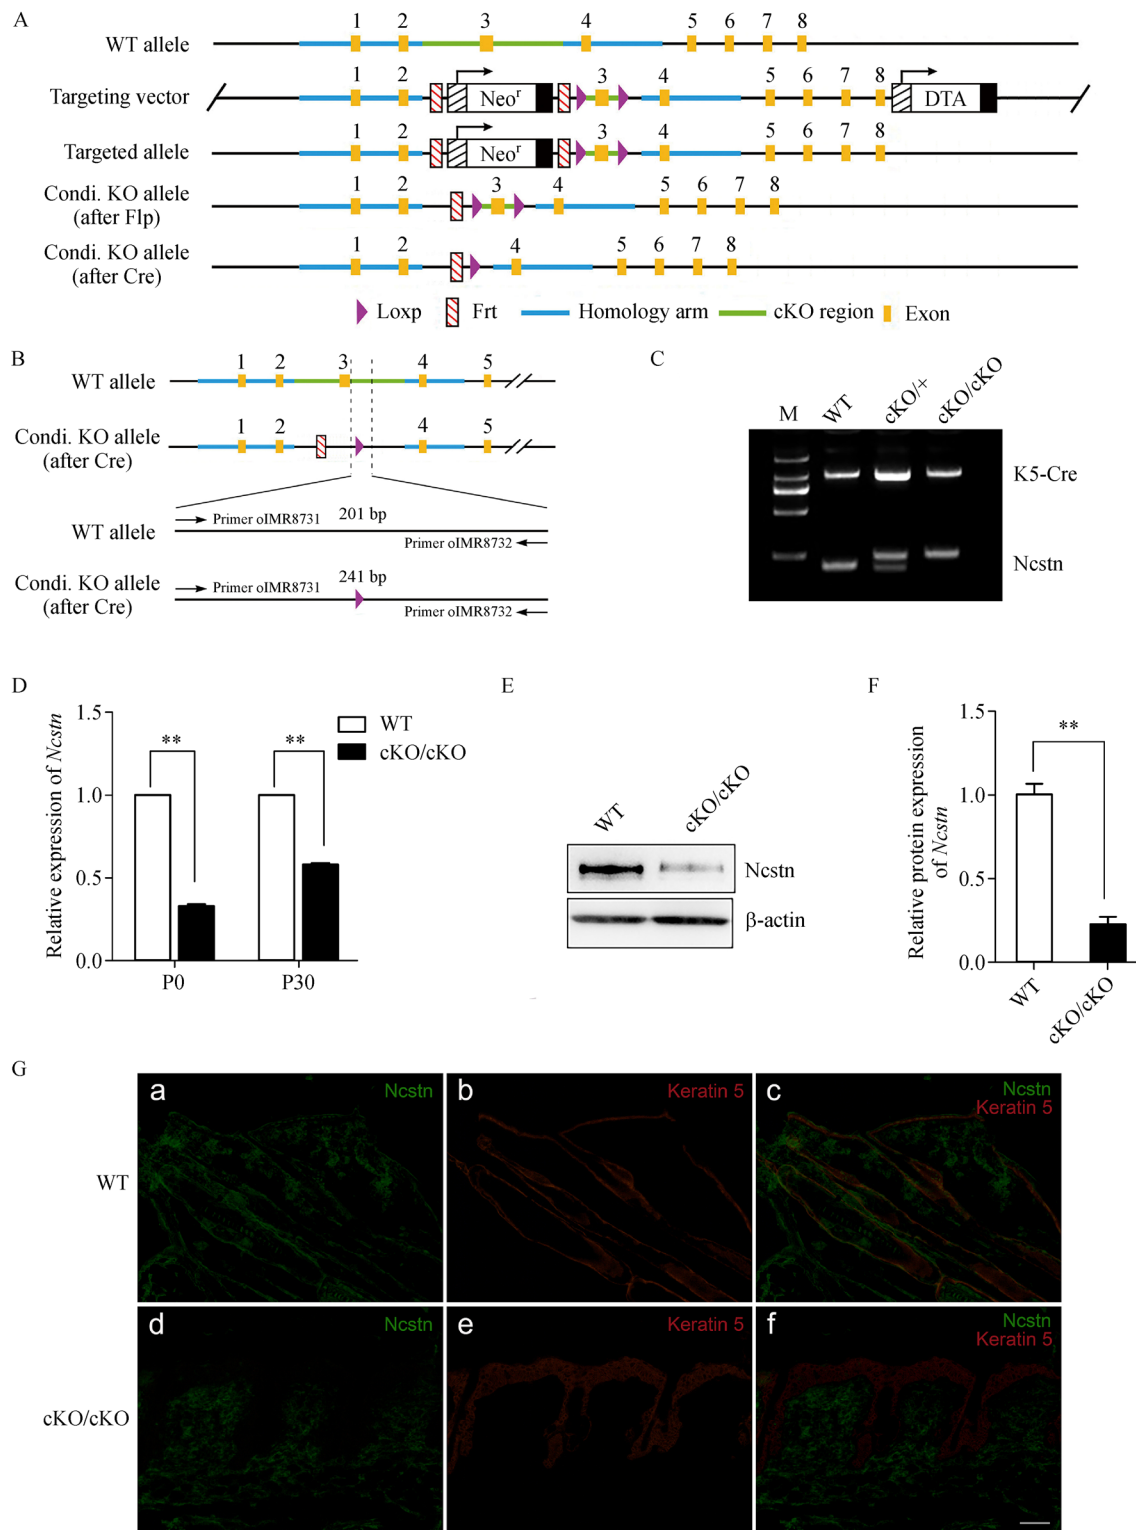 A
1 2 3 4 5 6 7 8
WT allele
1 2 3 4 5 6 7 8
Targeting vector Neoʳ DTA
1 2 3 4 5 6 7 8
Targeted allele Neoʳ
Condi. KO allele 1 2 3 4 5 6 7 8
(after Flp)
Condi. KO allele 1 2 4 5 6 7 8
(after Cre)
Loxp Frt Homology arm cKO region Exon
B
1 2 3 4 5
WT allele
Condi. KO allele 1 2 4 5
(after Cre)
Primer oIMR8731 201 bp
WT allele
Primer oIMR8732
Condi. KO allele Primer oIMR8731 241 bp
(after Cre)
Primer oIMR8732
C
M WT cKO/+ cKO/cKO
K5-Cre
Ncstn
D
Relative expression of Ncstn
1.5
1.0
0.5
0.0
** **
WT
cKO/cKO
P0 P30
E
WT cKO/cKO
Ncstn
β-actin
F
Relative protein expression
of Ncstn
1.5
1.0
0.5
0.0
**
WT cKO/cKO
G
WT
a Ncstn
b Keratin 5
c Ncstn
Keratin 5
cKO/cKO
d Ncstn
e Keratin 5
f Ncstn
Keratin 5